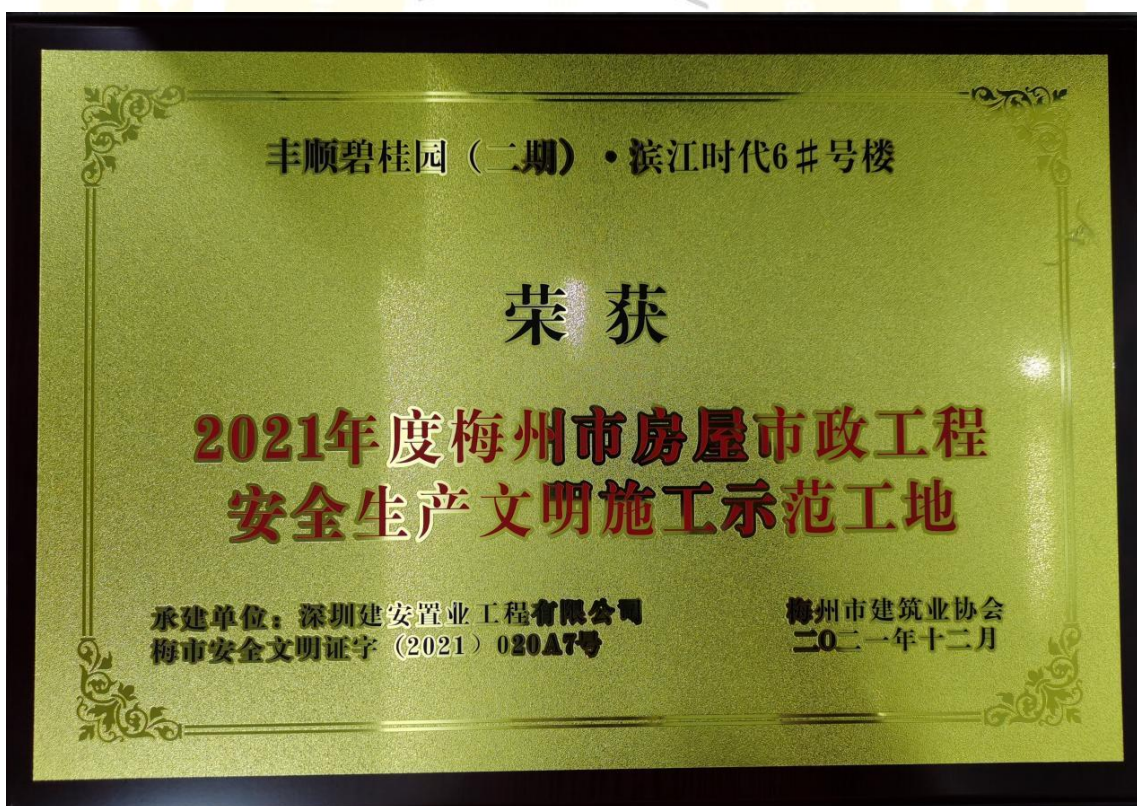 丰顺碧桂园（二期）·滨江时代6#号楼
荣获
2021年度梅州市房屋市政工程
安全生产文明施工示范工地
承建单位：深圳建安置业工程有限公司
梅市安全文明证字（2021）020A7号
梅州市建筑业协会
二0二一年十二月